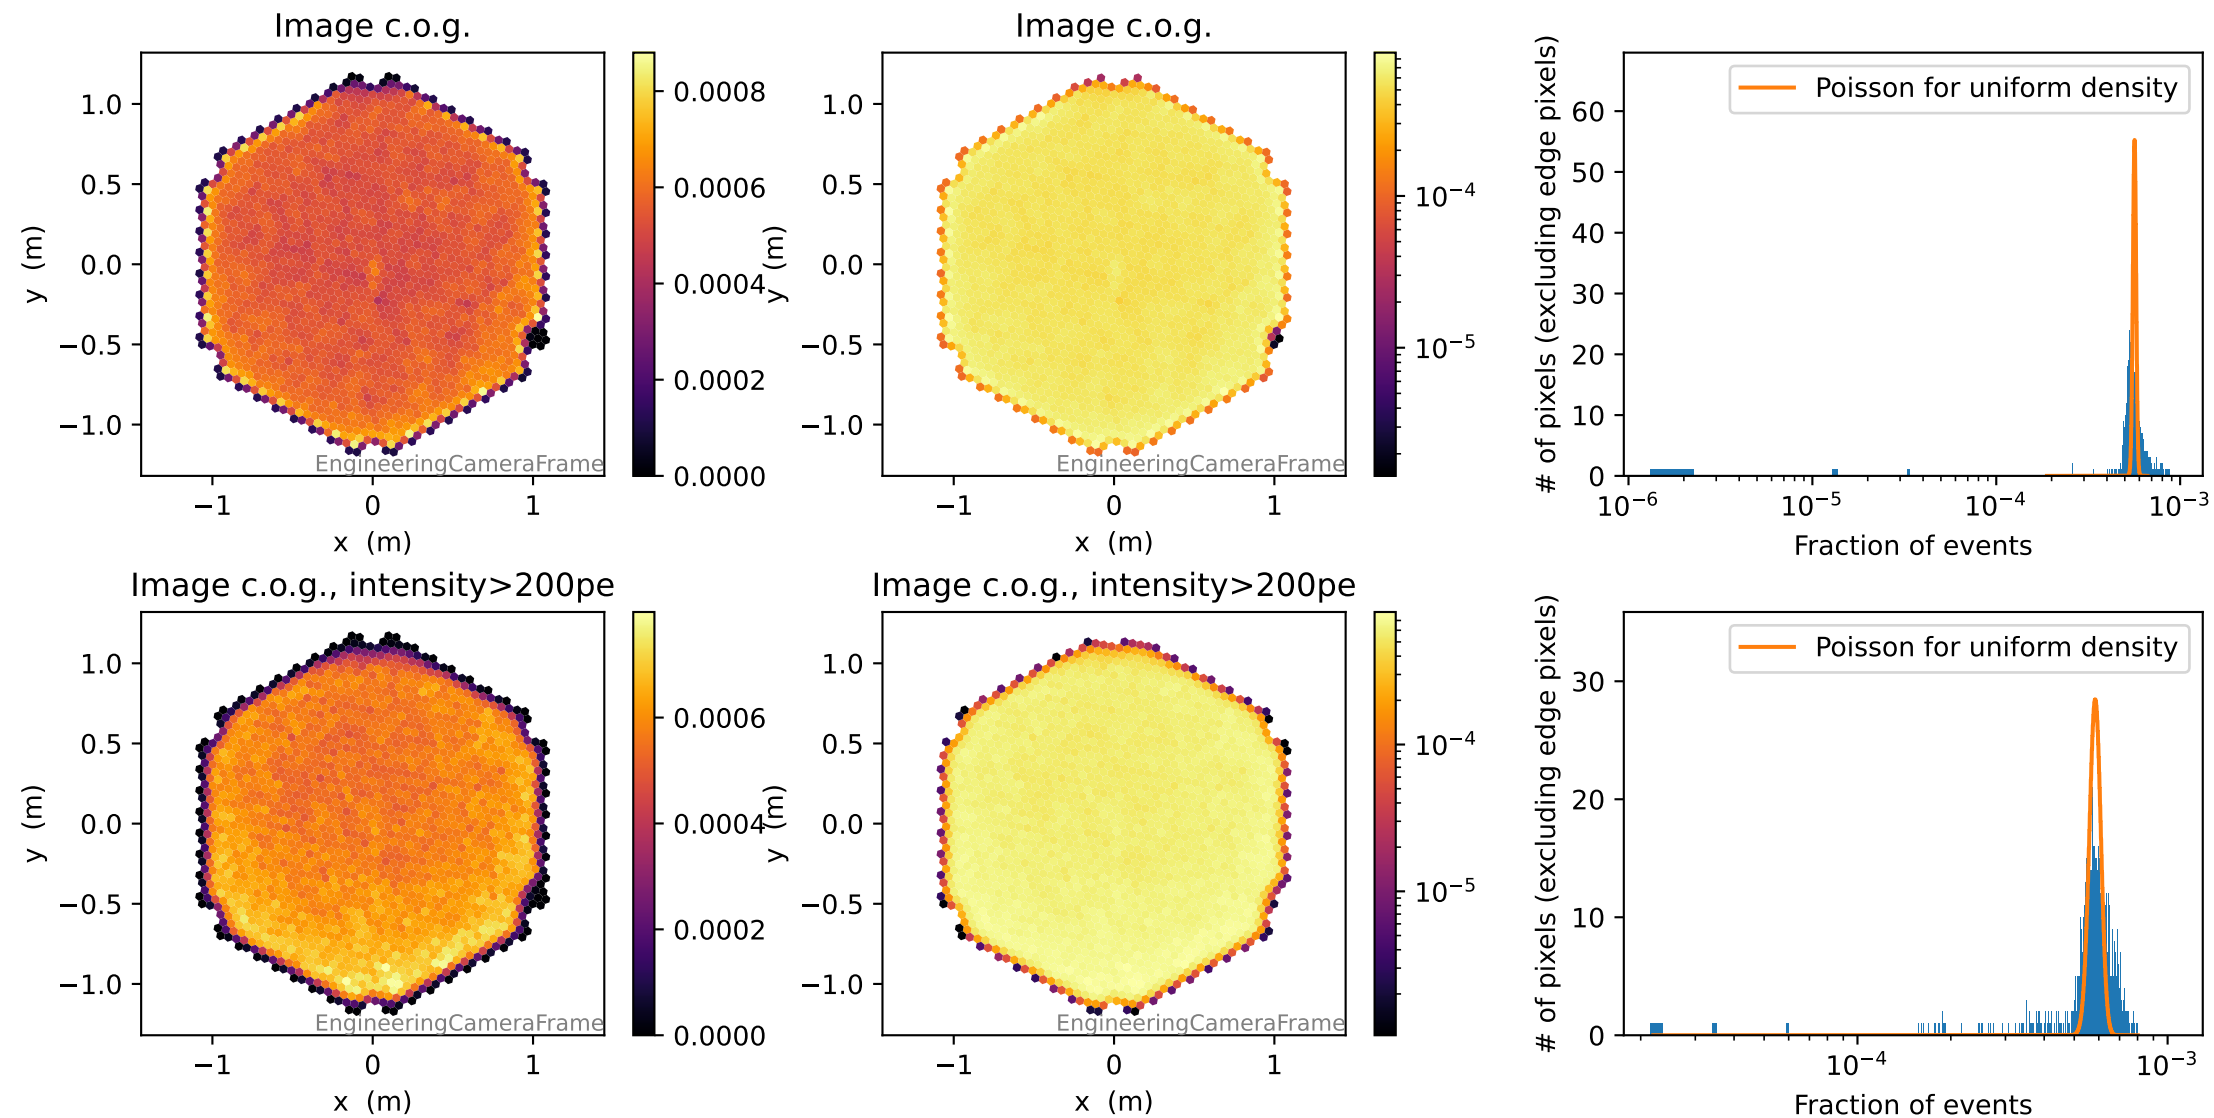 Image c.o.g.
1.0
0.5
0.0
−0.5
−1.0
y (m)
−1 0 1
x (m)
EngineeringCameraFrame
0.0008
0.0006
0.0004
0.0002
0.0000
Image c.o.g.
1.0
0.5
0.0
−0.5
−1.0
y (m)
−1 0 1
x (m)
EngineeringCameraFrame
10⁻⁴
10⁻⁵
Poisson for uniform density
# of pixels (excluding edge pixels)
60
50
40
30
20
10
0
10⁻⁶ 10⁻⁵ 10⁻⁴ 10⁻³
Fraction of events
Image c.o.g., intensity>200pe
1.0
0.5
0.0
−0.5
−1.0
y (m)
−1 0 1
x (m)
EngineeringCameraFrame
0.0006
0.0004
0.0002
0.0000
Image c.o.g., intensity>200pe
1.0
0.5
0.0
−0.5
−1.0
y (m)
−1 0 1
x (m)
EngineeringCameraFrame
10⁻⁴
10⁻⁵
Poisson for uniform density
# of pixels (excluding edge pixels)
30
20
10
0
10⁻⁴ 10⁻³
Fraction of events